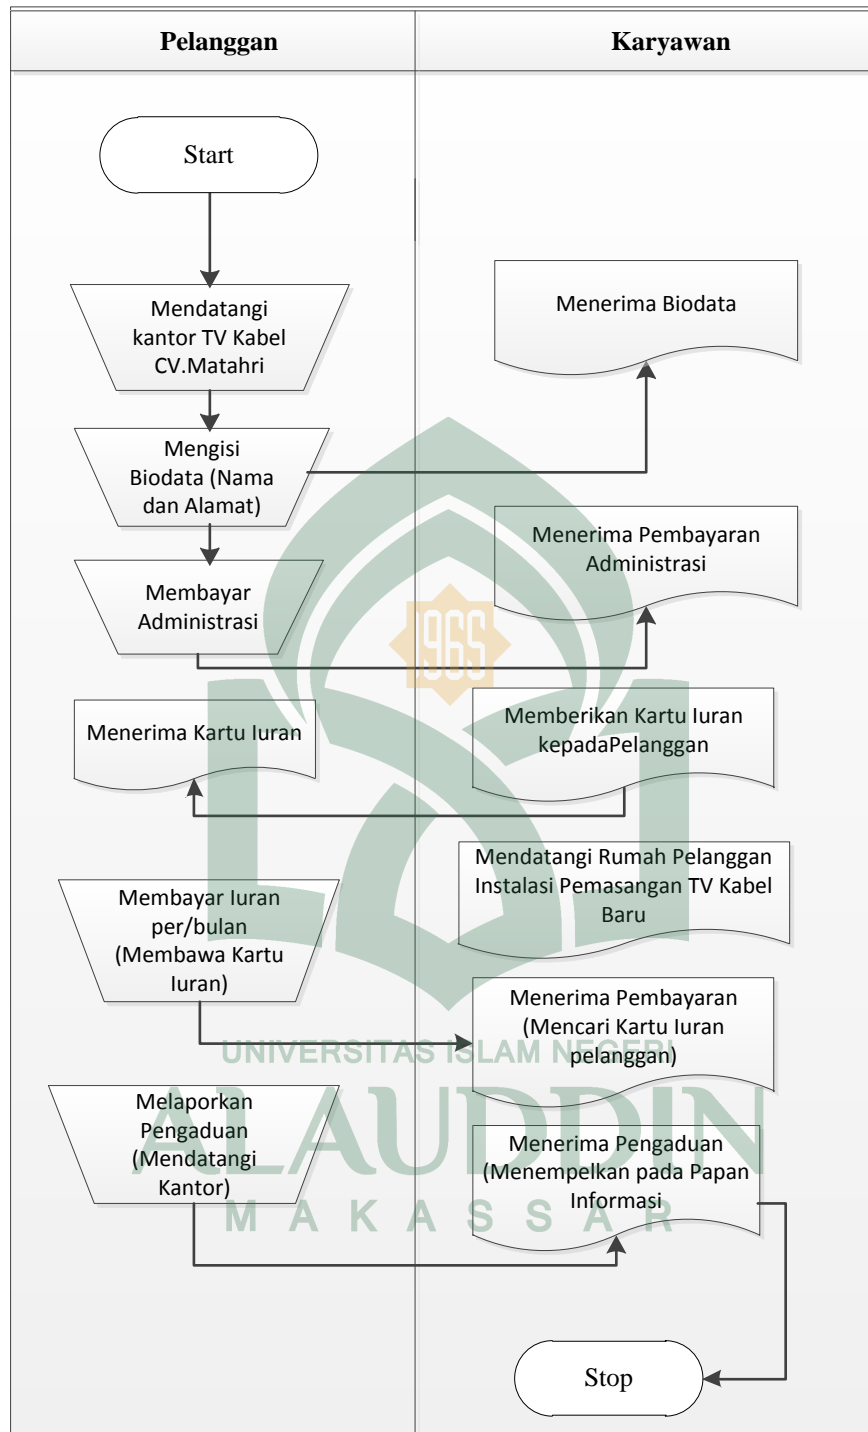 Pelanggan
Karyawan
Start
Mendatangi
kantor TV Kabel
CV.Matahri
Menerima Biodata
Mengisi
Biodata (Nama
dan Alamat)
Menerima Pembayaran
Administrasi
Membayar
Administrasi
1965
Menerima Kartu Iuran
Memberikan Kartu Iuran
kepadaPelanggan
Mendatangi Rumah Pelanggan
Instalasi Pemasangan TV Kabel
Baru
Membayar Iuran
per/bulan
(Membawa Kartu
Iuran)
Menerima Pembayaran
(Mencari Kartu Iuran
pelanggan)
UNIVERSITAS ISLAM NEGERI
ALAUDDIN
MAKASSAR
Melaporkan
Pengaduan
(Mendatangi
Kantor)
Menerima Pengaduan
(Menempelkan pada Papan
Informasi
Stop